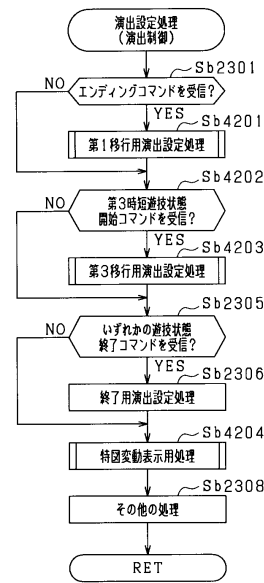 演出設定処理
(演出制御)
Sb2301
NO
エンディングコマンドを受信?
YES
Sb4201
第1移行用演出設定処理
Sb4202
NO
第3時短遊技状態
開始コマンドを受信?
YES
Sb4203
第3移行用演出設定処理
Sb2305
NO
いずれかの遊技状態
終了コマンドを受信?
YES
Sb2306
終了用演出設定処理
Sb4204
特図変動表示用処理
Sb2308
その他の処理
RET